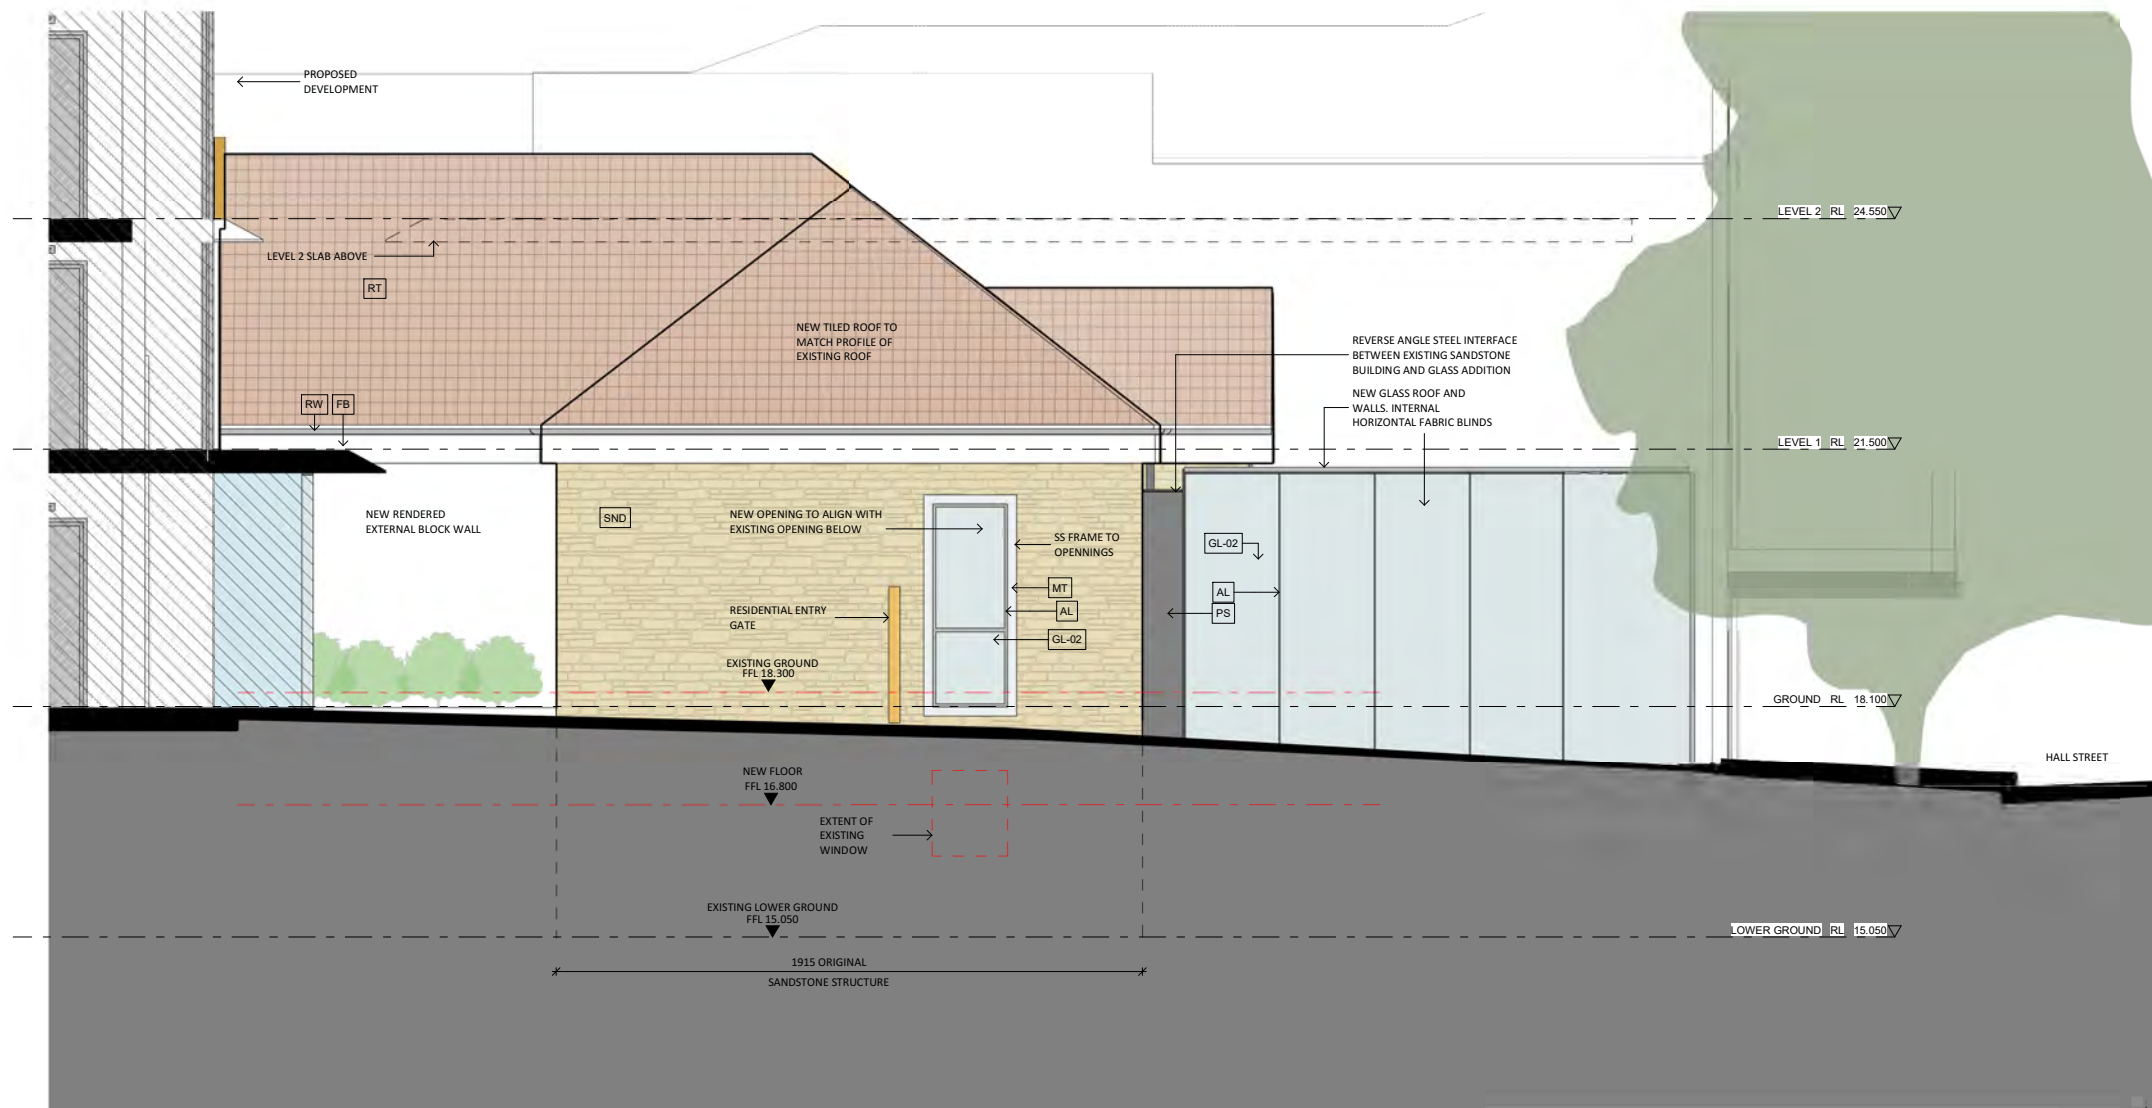 PROPOSED
DEVELOPMENT
LEVEL 2 RL 24.550
LEVEL 2 SLAB ABOVE
RT
NEW TILED ROOF TO
MATCH PROFILE OF
EXISTING ROOF
REVERSE ANGLE STEEL INTERFACE
BETWEEN EXISTING SANDSTONE
BUILDING AND GLASS ADDITION
NEW GLASS ROOF AND
WALLS. INTERNAL
HORIZONTAL FABRIC BLINDS
RW FB
LEVEL 1 RL 21.500
NEW RENDERED
EXTERNAL BLOCK WALL
SND
NEW OPENING TO ALIGN WITH
EXISTING OPENING BELOW
SS FRAME TO
OPENNINGS
GL-02
MT
AL
AL
PS
RESIDENTIAL ENTRY
GATE
GL-02
EXISTING GROUND
FFL 18.300
GROUND RL 18.100
HALL STREET
NEW FLOOR
FFL 16.800
EXTENT OF
EXISTING
WINDOW
EXISTING LOWER GROUND
FFL 15.050
LOWER GROUND RL 15.050
1915 ORIGINAL
SANDSTONE STRUCTURE